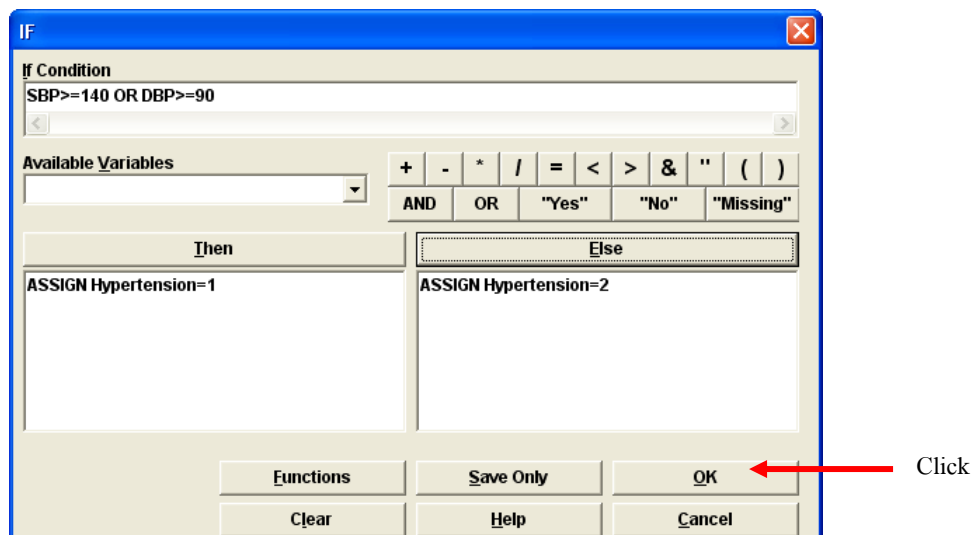 IF
If Condition
SBP>=140 OR DBP>=90
Available Variables
+ - * / = < > & " ( )
AND OR "Yes" "No" "Missing"
Then Else
ASSIGN Hypertension=1 ASSIGN Hypertension=2
Functions Save Only OK Click
Clear Help Cancel